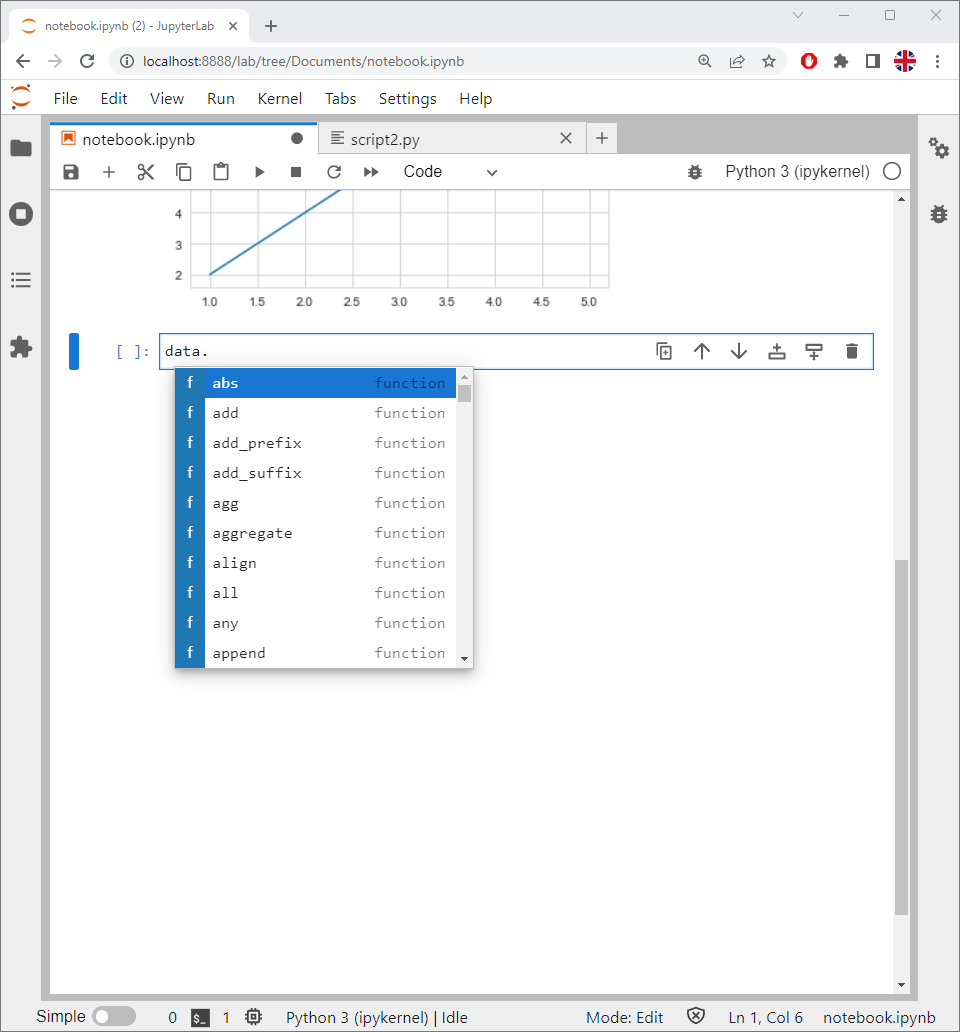 notebook.ipynb (2) - JupyterLab
localhost:8888/lab/tree/Documents/notebook.ipynb
File Edit View Run Kernel Tabs Settings Help
notebook.ipynb script2.py
Code Python 3 (ipykernel)
4
3
2
1.0 1.5 2.0 2.5 3.0 3.5 4.0 4.5 5.0
[ ]: data.
f abs function
f add function
f add_prefix function
f add_suffix function
f agg function
f aggregate function
f align function
f all function
f any function
f append function
Simple 0 $_ 1 Python 3 (ipykernel) | Idle Mode: Edit Ln 1, Col 6 notebook.ipynb